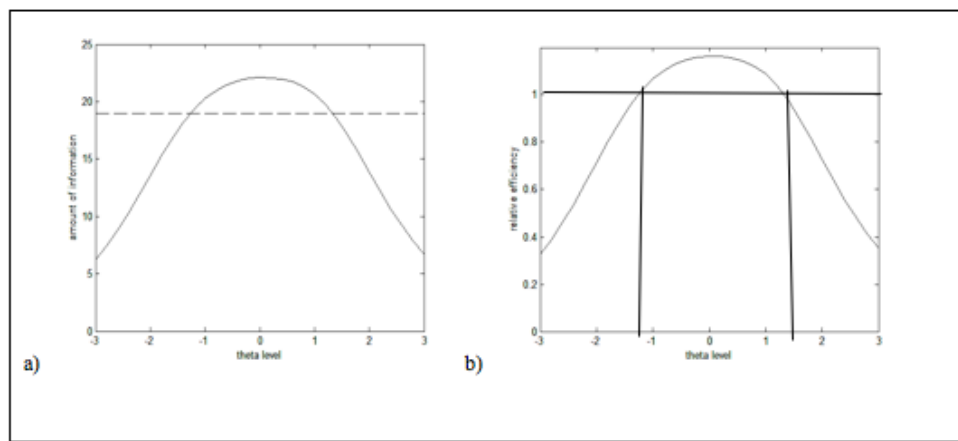 25
20
15
10
5
0
-3 -2 -1 0 1 2 3
amount of information
theta level
a)
1
0.8
0.6
0.4
0.2
0
-3 -2 -1 0 1 2 3
relative efficiency
theta level
b)